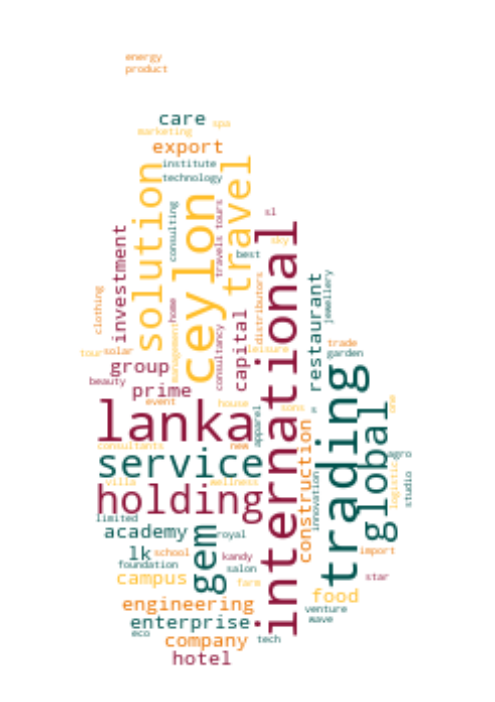 energy
product
care
spa
marketing
export
institute
technology
solution
ceylon
travel
consulting
travels tours
sl
sky
best
investment
international
clothing
home
distributors
restaurant
jewellery
management
consultancy
capital
leisure
trade
garden
tour
solar
group
beauty
prime
event
house
sons
s
one
lanka
apparel
trading
global
consultants
new
construction
service
agro
logistic
studio
villa
wellness
holding
innovation
limited
academy
gem
royal
lk
school
kandy
import
foundation
salon
campus
farm
star
food
engineering
venture
enterprise
wave
eco
company
tech
hotel